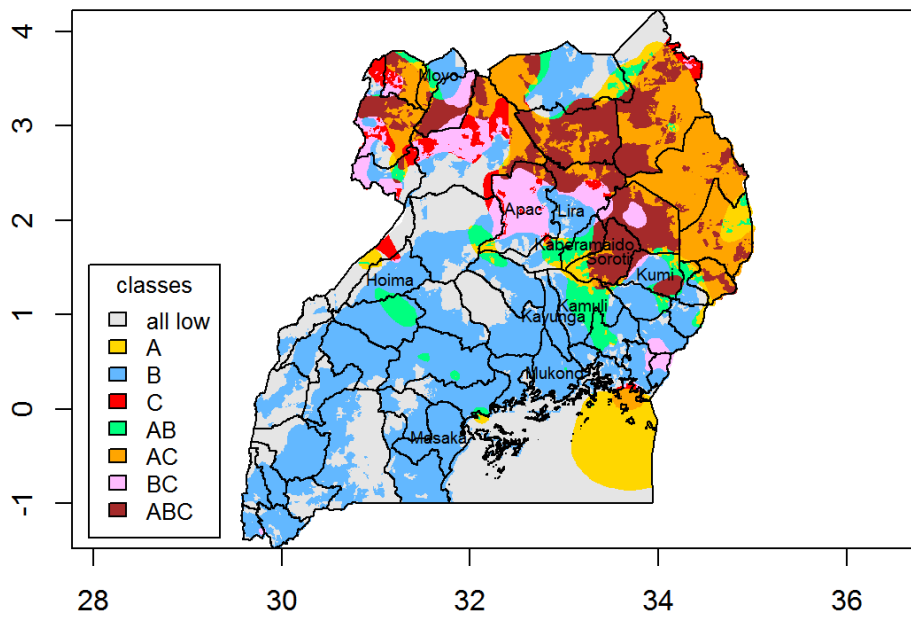 4
3
2
1
0
-1
28
30
32
34
36
Moyo
Apac
Lira
Kaberamaido
Soroti
Kumi
Hoima
Kamuli
Kayunga
Mukono
Masaka
classes
all low
A
B
C
AB
AC
BC
ABC